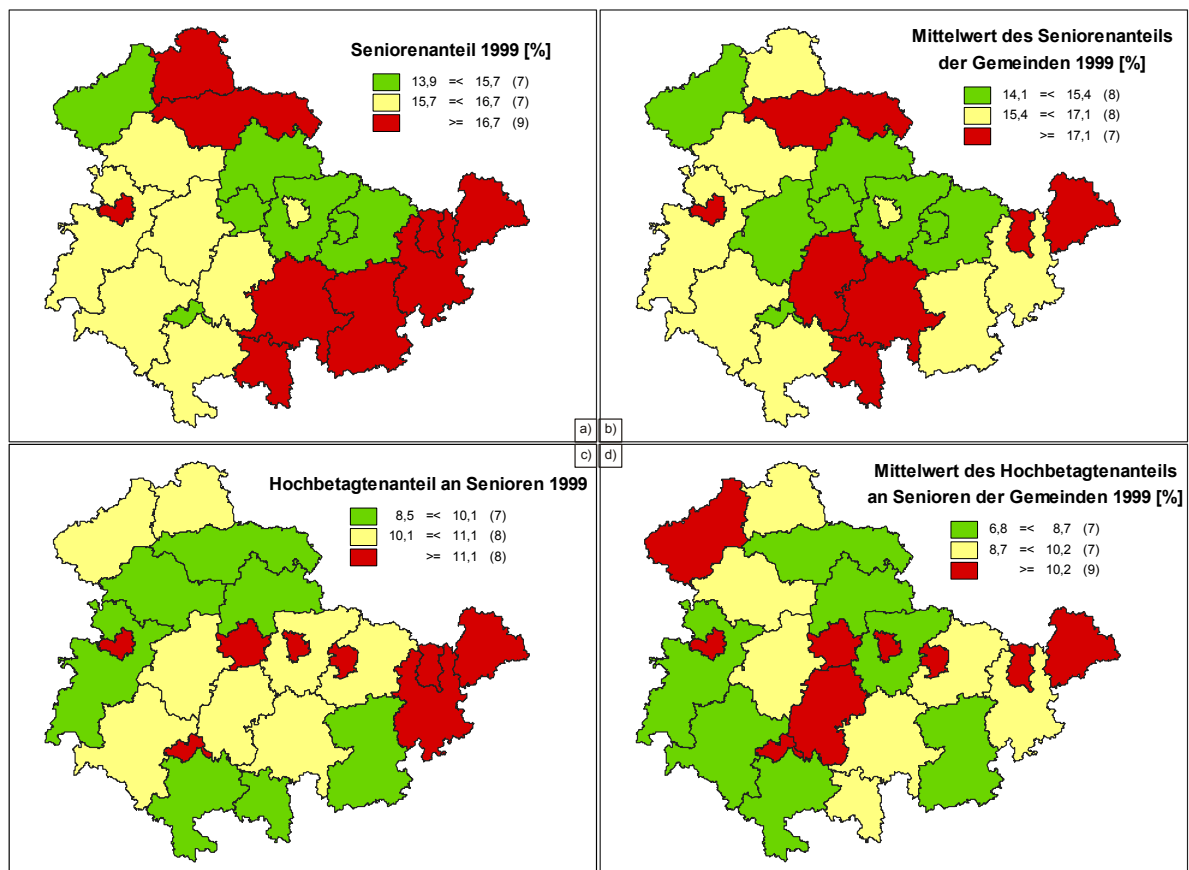 Seniorenanteil 1999 [%]
13,9 =< 15,7 (7)
15,7 =< 16,7 (7)
>= 16,7 (9)
a)
Mittelwert des Seniorenanteils
der Gemeinden 1999 [%]
14,1 =< 15,4 (8)
15,4 =< 17,1 (8)
>= 17,1 (7)
b)
c)
Hochbetagtenanteil an Senioren 1999
8,5 =< 10,1 (7)
10,1 =< 11,1 (8)
>= 11,1 (8)
d)
Mittelwert des Hochbetagtenanteils
an Senioren der Gemeinden 1999 [%]
6,8 =< 8,7 (7)
8,7 =< 10,2 (7)
>= 10,2 (9)